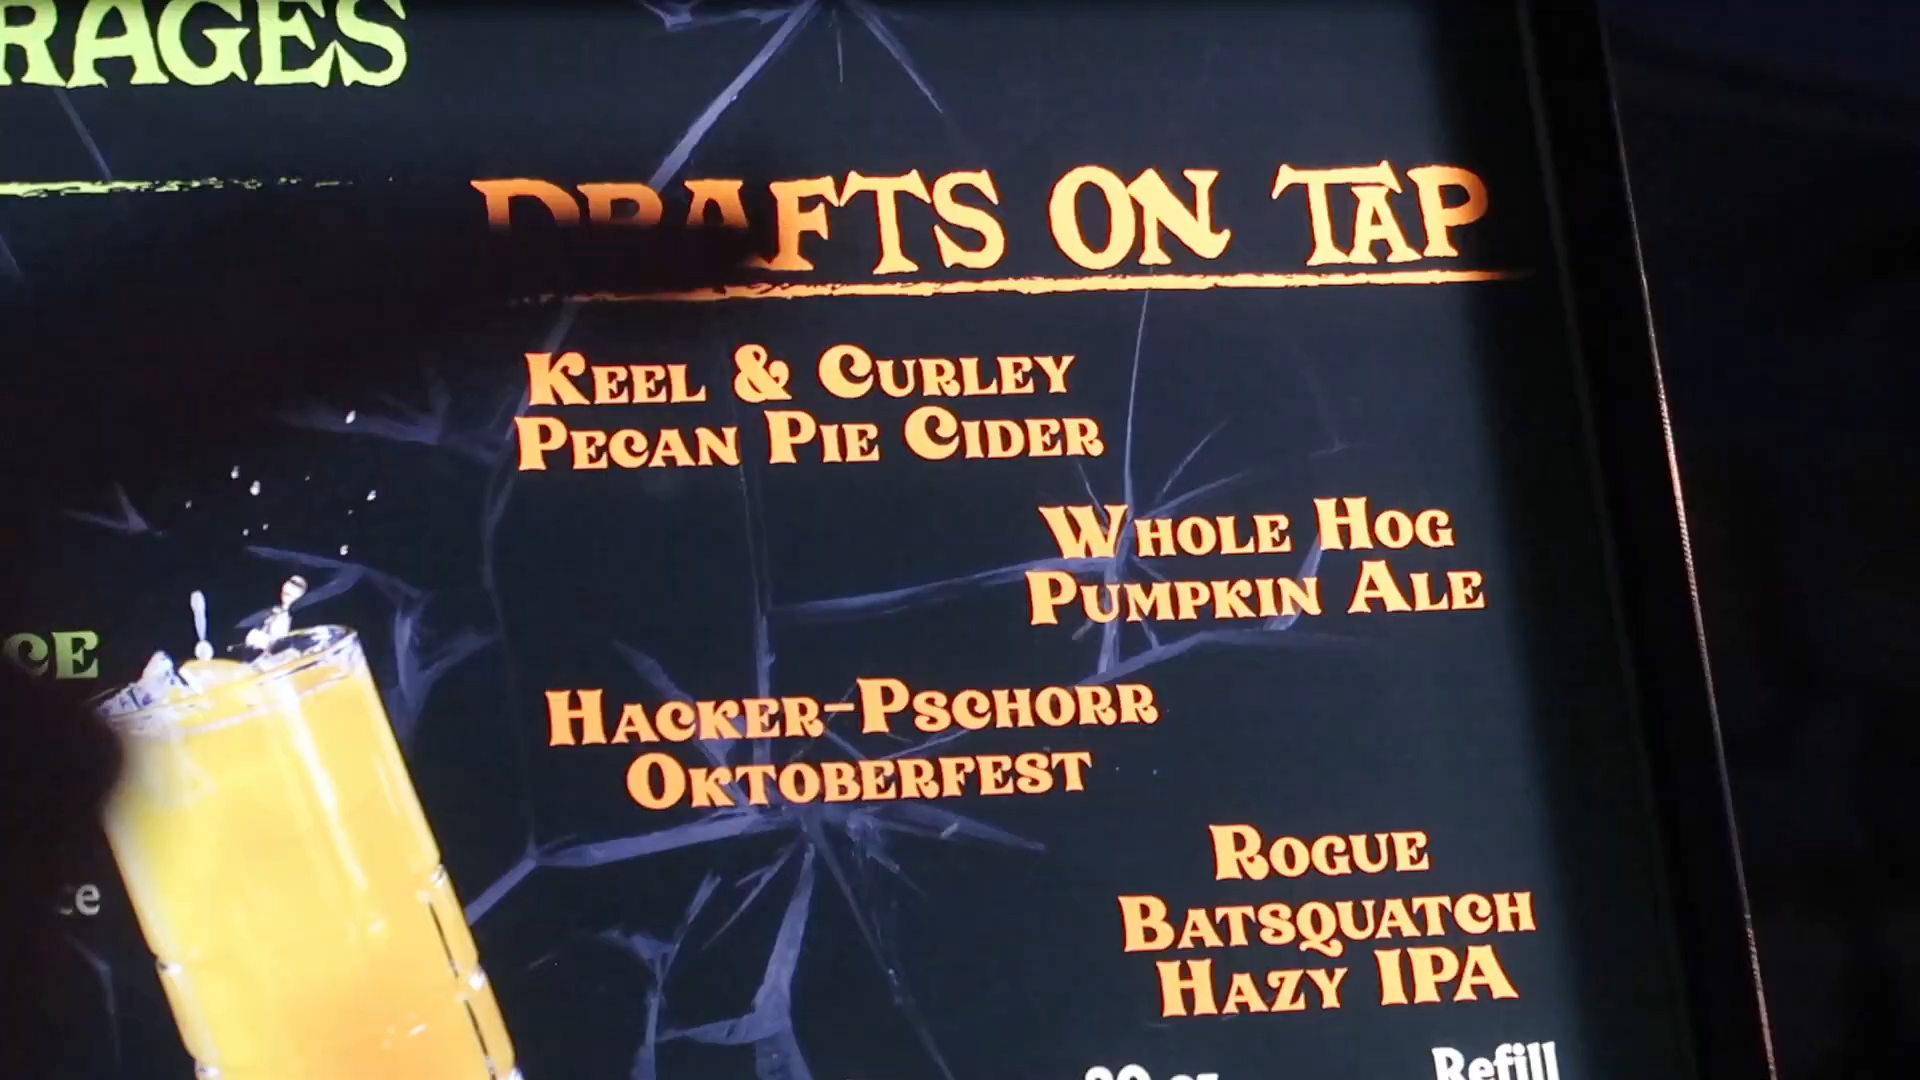 RAGES
DRAFTS ON TAP
KEEL & CURLEY
PECAN PIE CIDER
WHOLE HOG
PUMPKIN ALE
HACKER-PSCHORR
OKTOBERFEST
ROGUE
BATSQUATCH
HAZY IPA
CE
Refill